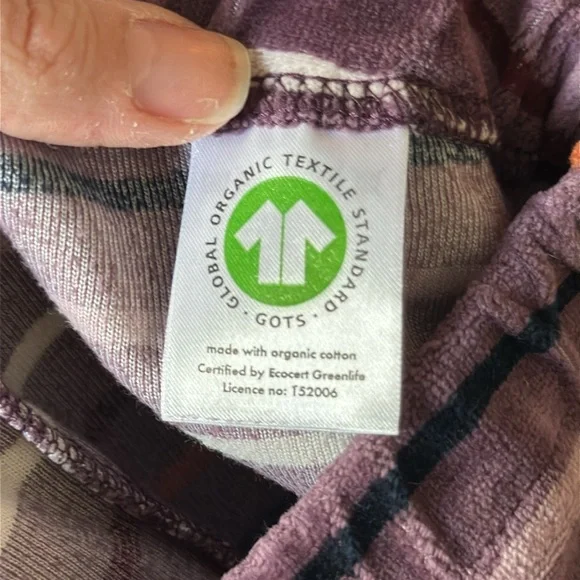 GLOBAL ORGANIC TEXTILE STANDARD
· GOTS ·
made with organic cotton
Certified by Ecocert Greenlife
Licence no: T52006